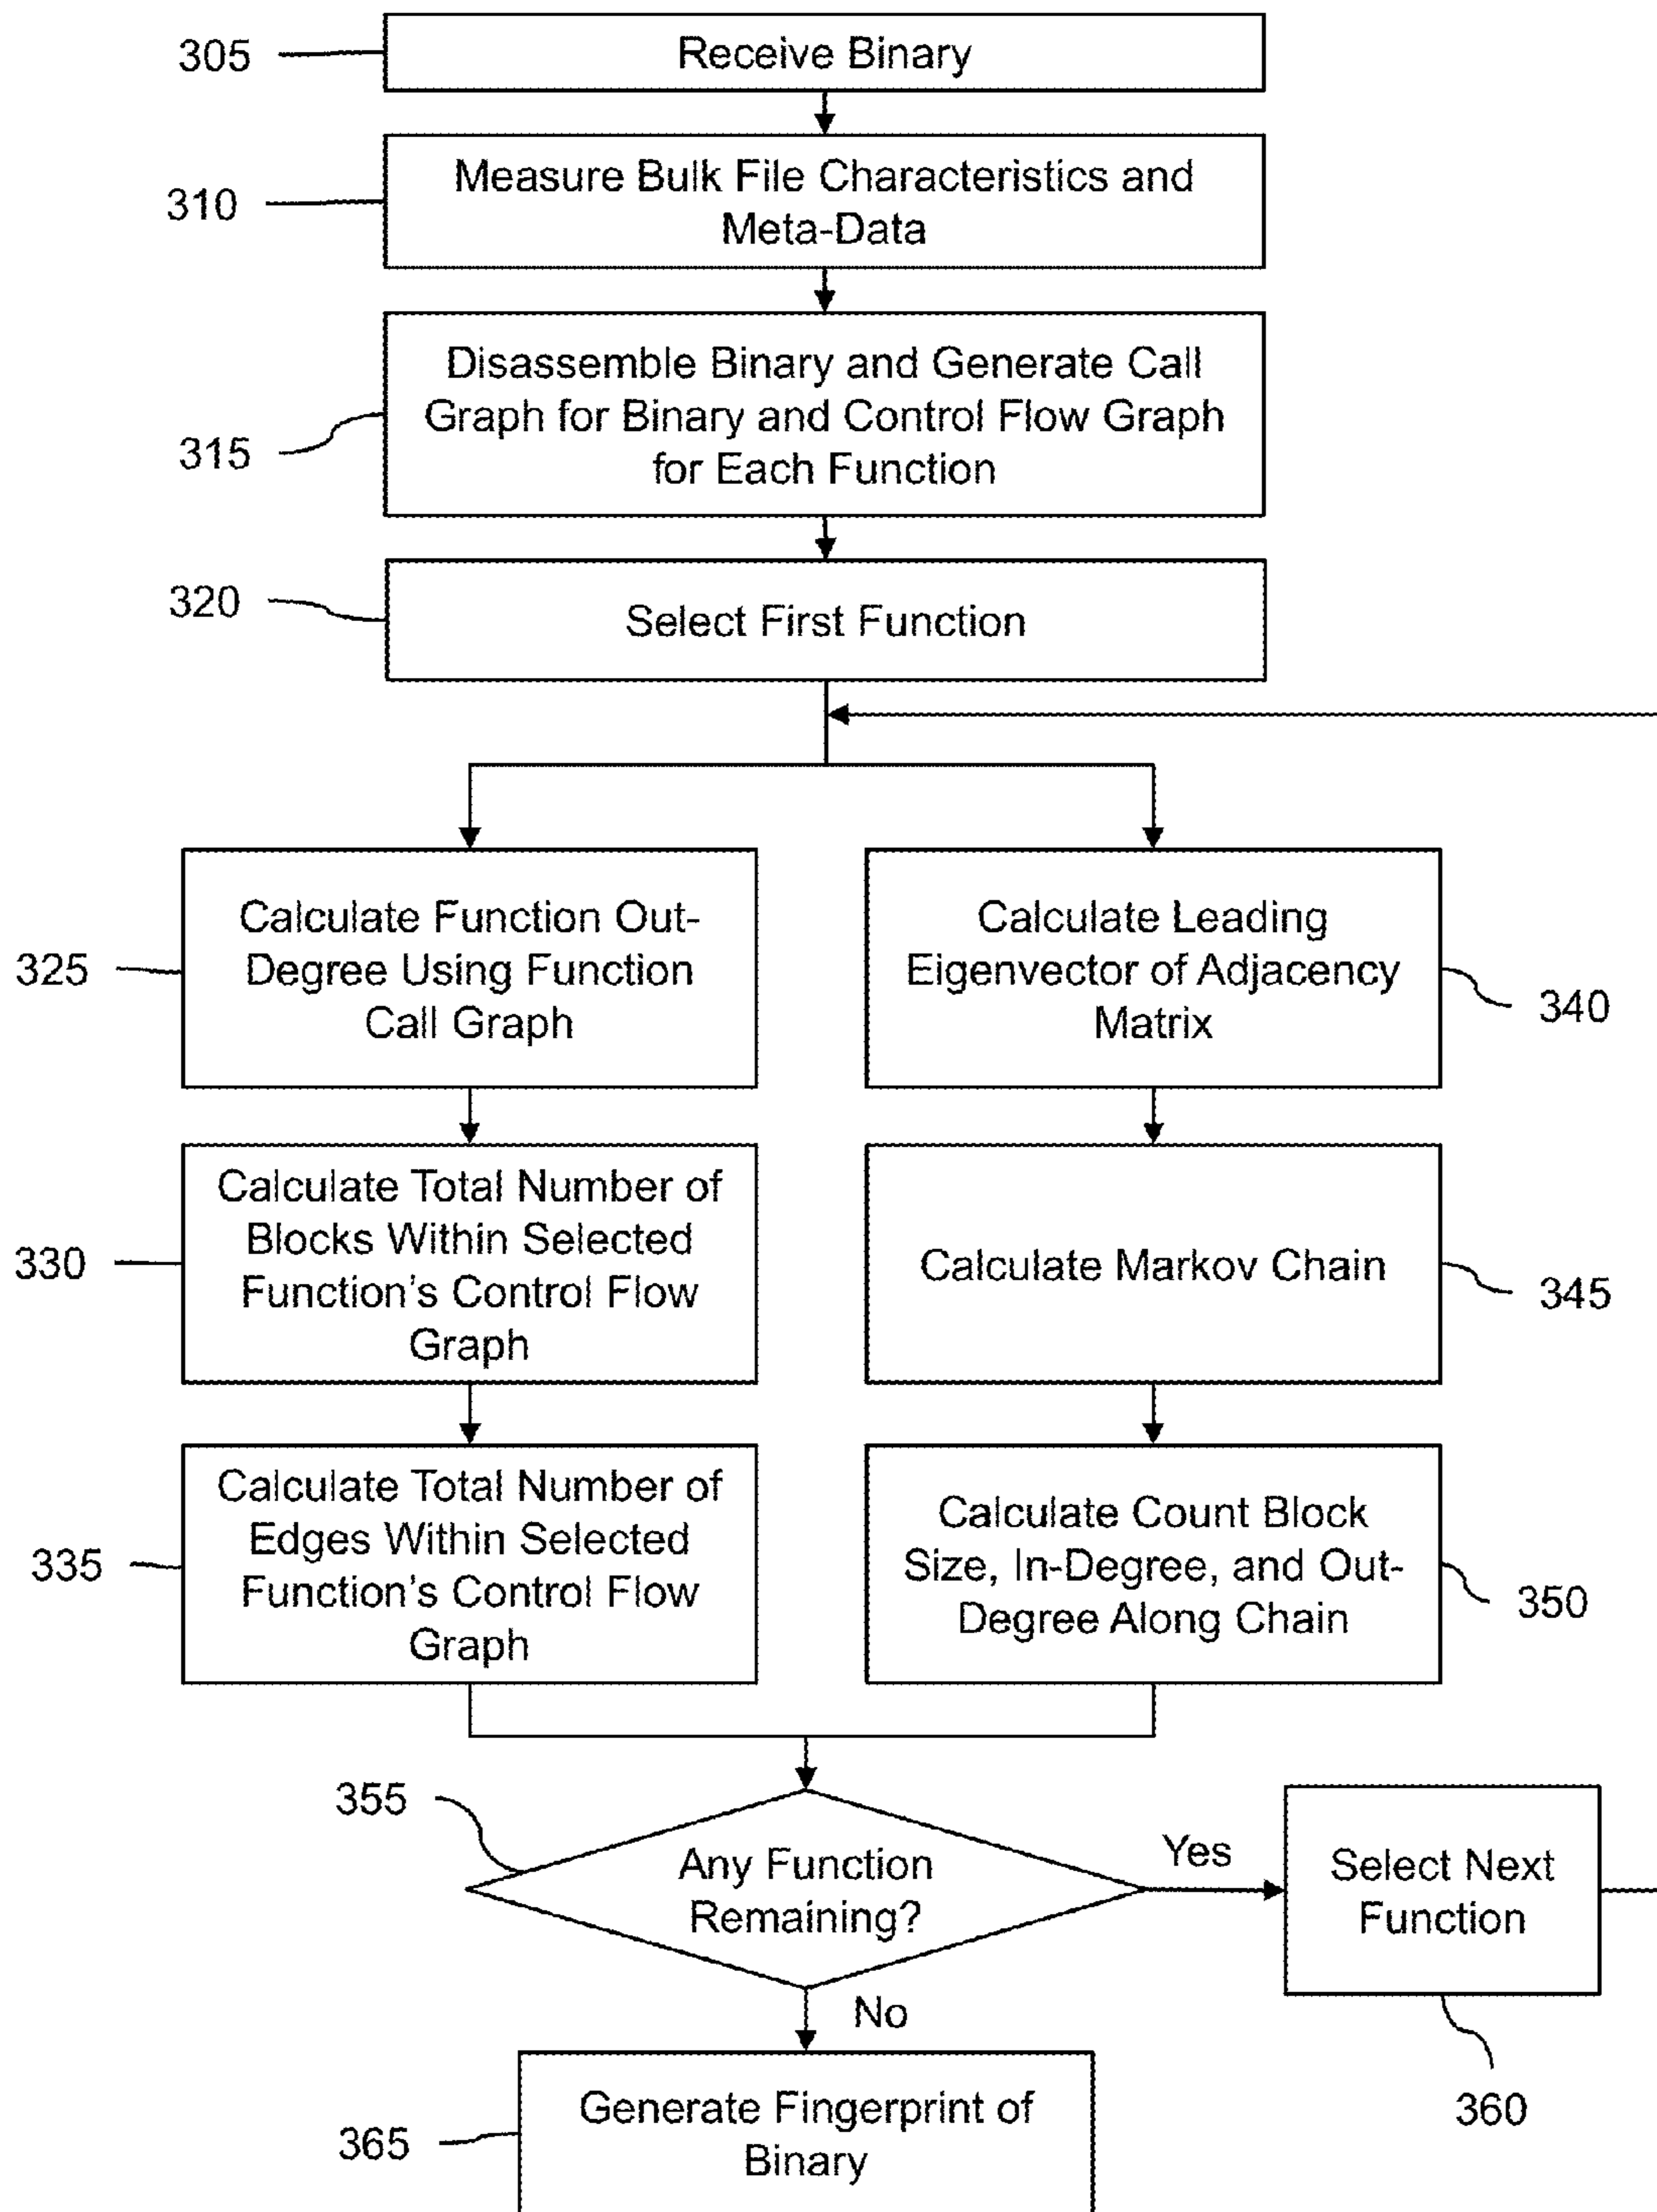 305
Receive Binary
310
Measure Bulk File Characteristics and
Meta-Data
315
Disassemble Binary and Generate Call
Graph for Binary and Control Flow Graph
for Each Function
320
Select First Function
325
Calculate Function Out-
Degree Using Function
Call Graph
Calculate Leading
Eigenvector of Adjacency
Matrix
340
330
Calculate Total Number of
Blocks Within Selected
Function's Control Flow
Graph
Calculate Markov Chain
345
335
Calculate Total Number of
Edges Within Selected
Function's Control Flow
Graph
Calculate Count Block
Size, In-Degree, and Out-
Degree Along Chain
350
355
Any Function
Remaining?
Yes
Select Next
Function
360
No
365
Generate Fingerprint of
Binary